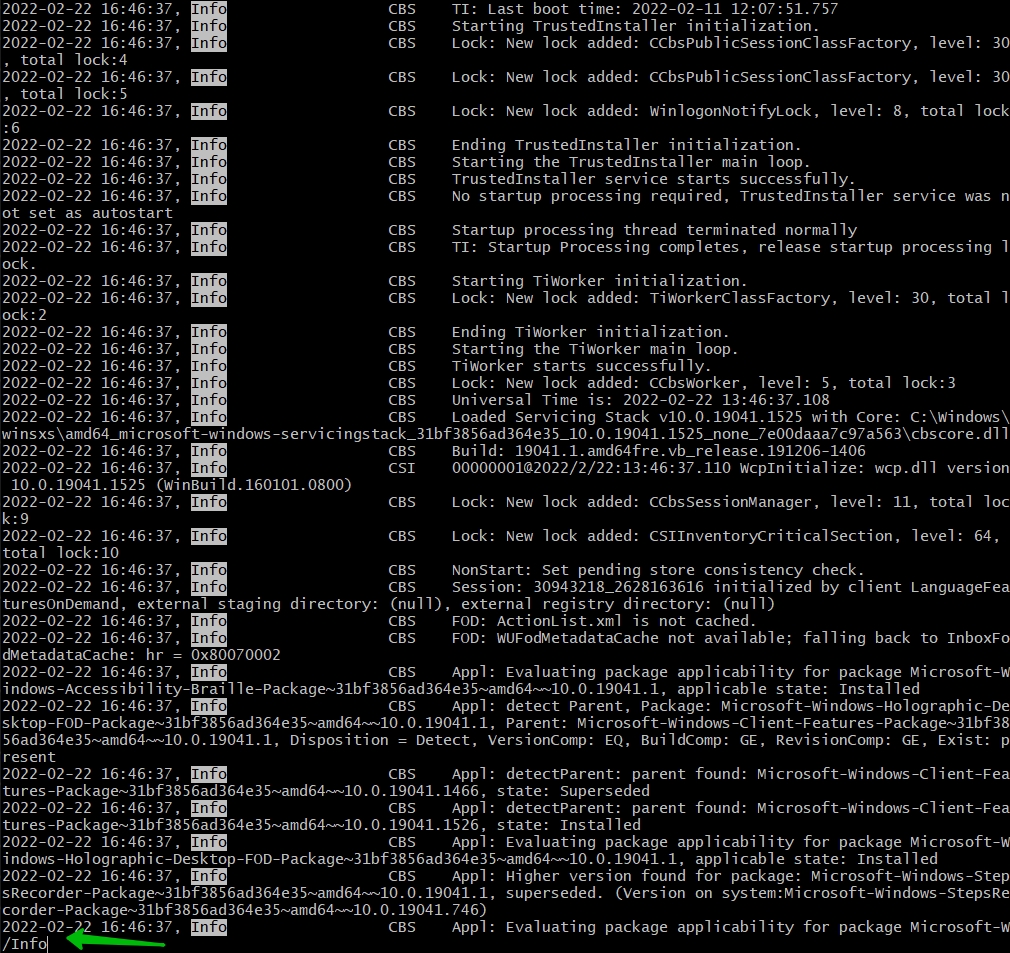 2022-02-22 16:46:37, Info                  CBS    TI: Last boot time: 2022-02-11 12:07:51.757
2022-02-22 16:46:37, Info                  CBS    Starting TrustedInstaller initialization.
2022-02-22 16:46:37, Info                  CBS    Lock: New lock added: CCbsPublicSessionClassFactory, level: 30
, total lock:4
2022-02-22 16:46:37, Info                  CBS    Lock: New lock added: CCbsPublicSessionClassFactory, level: 30
, total lock:5
2022-02-22 16:46:37, Info                  CBS    Lock: New lock added: WinlogonNotifyLock, level: 8, total lock
:6
2022-02-22 16:46:37, Info                  CBS    Ending TrustedInstaller initialization.
2022-02-22 16:46:37, Info                  CBS    Starting the TrustedInstaller main loop.
2022-02-22 16:46:37, Info                  CBS    TrustedInstaller service starts successfully.
2022-02-22 16:46:37, Info                  CBS    No startup processing required, TrustedInstaller service was n
ot set as autostart
2022-02-22 16:46:37, Info                  CBS    Startup processing thread terminated normally
2022-02-22 16:46:37, Info                  CBS    TI: Startup Processing completes, release startup processing l
ock.
2022-02-22 16:46:37, Info                  CBS    Starting TiWorker initialization.
2022-02-22 16:46:37, Info                  CBS    Lock: New lock added: TiWorkerClassFactory, level: 30, total l
ock:2
2022-02-22 16:46:37, Info                  CBS    Ending TiWorker initialization.
2022-02-22 16:46:37, Info                  CBS    Starting the TiWorker main loop.
2022-02-22 16:46:37, Info                  CBS    TiWorker starts successfully.
2022-02-22 16:46:37, Info                  CBS    Lock: New lock added: CCbsWorker, level: 5, total lock:3
2022-02-22 16:46:37, Info                  CBS    Universal Time is: 2022-02-22 13:46:37.108
2022-02-22 16:46:37, Info                  CBS    Loaded Servicing Stack v10.0.19041.1525 with Core: C:\Windows\
winsxs\amd64_microsoft-windows-servicingstack_31bf3856ad364e35_10.0.19041.1525_none_7e00daaa7c97a563\cbscore.dll
2022-02-22 16:46:37, Info                  CBS    Build: 19041.1.amd64fre.vb_release.191206-1406
2022-02-22 16:46:37, Info                  CSI    00000001@2022/2/22:13:46:37.110 WcpInitialize: wcp.dll version
 10.0.19041.1525 (WinBuild.160101.0800)
2022-02-22 16:46:37, Info                  CBS    Lock: New lock added: CCbsSessionManager, level: 11, total loc
k:9
2022-02-22 16:46:37, Info                  CBS    Lock: New lock added: CSIInventoryCriticalSection, level: 64,
total lock:10
2022-02-22 16:46:37, Info                  CBS    NonStart: Set pending store consistency check.
2022-02-22 16:46:37, Info                  CBS    Session: 30943218_2628163616 initialized by client LanguageFea
turesOnDemand, external staging directory: (null), external registry directory: (null)
2022-02-22 16:46:37, Info                  CBS    FOD: ActionList.xml is not cached.
2022-02-22 16:46:37, Info                  CBS    FOD: WUFodMetadataCache not available; falling back to InboxFo
dMetadataCache: hr = 0x80070002
2022-02-22 16:46:37, Info                  CBS    Appl: Evaluating package applicability for package Microsoft-W
indows-Accessibility-Braille-Package~31bf3856ad364e35~amd64~~10.0.19041.1, applicable state: Installed
2022-02-22 16:46:37, Info                  CBS    Appl: detect Parent, Package: Microsoft-Windows-Holographic-De
sktop-FOD-Package~31bf3856ad364e35~amd64~~10.0.19041.1, Parent: Microsoft-Windows-Client-Features-Package~31bf38
56ad364e35~amd64~~10.0.19041.1, Disposition = Detect, VersionComp: EQ, BuildComp: GE, RevisionComp: GE, Exist: p
resent
2022-02-22 16:46:37, Info                  CBS    Appl: detectParent: parent found: Microsoft-Windows-Client-Fea
tures-Package~31bf3856ad364e35~amd64~~10.0.19041.1466, state: Superseded
2022-02-22 16:46:37, Info                  CBS    Appl: detectParent: parent found: Microsoft-Windows-Client-Fea
tures-Package~31bf3856ad364e35~amd64~~10.0.19041.1526, state: Installed
2022-02-22 16:46:37, Info                  CBS    Appl: Evaluating package applicability for package Microsoft-W
indows-Holographic-Desktop-FOD-Package~31bf3856ad364e35~amd64~~10.0.19041.1, applicable state: Installed
2022-02-22 16:46:37, Info                  CBS    Appl: Higher version found for package: Microsoft-Windows-Step
sRecorder-Package~31bf3856ad364e35~amd64~~10.0.19041.1, superseded. (Version on system:Microsoft-Windows-StepsRe
corder-Package~31bf3856ad364e35~amd64~~10.0.19041.746)
2022-02-22 16:46:37, Info                  CBS    Appl: Evaluating package applicability for package Microsoft-W
/Info